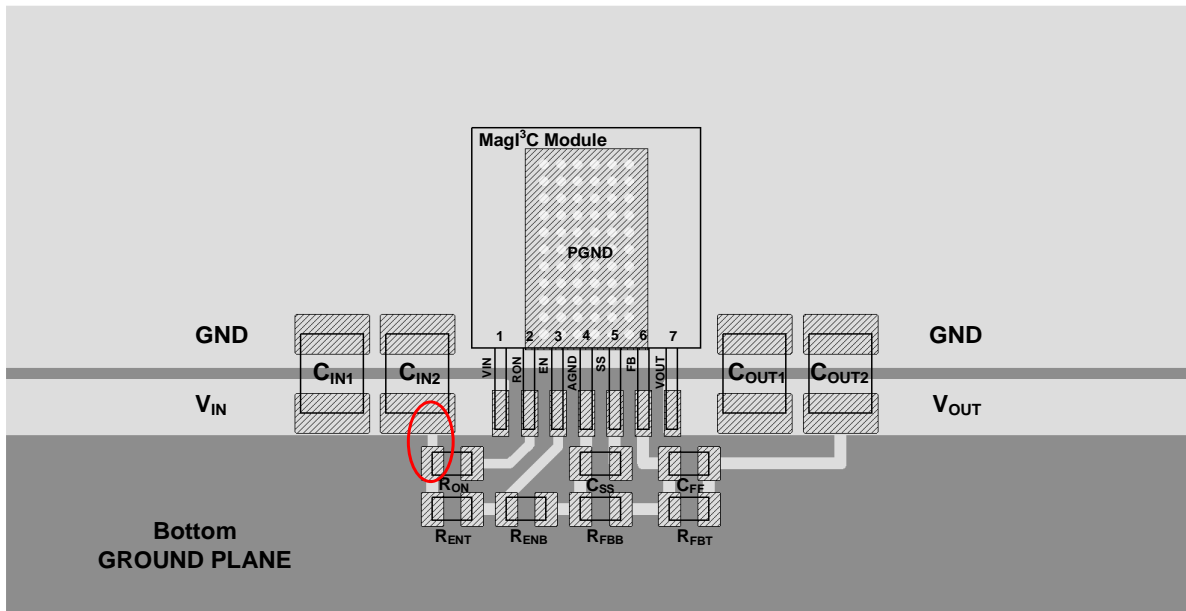 MagI³C Module
PGND
1 2 3 4 5 6 7
VIN RON EN AGND SS FB VOUT
GND
GND
CIN1 CIN2 COUT1 COUT2
VIN
VOUT
RON CSS CFF
RENT RENB RFBB RFBT
Bottom
GROUND PLANE